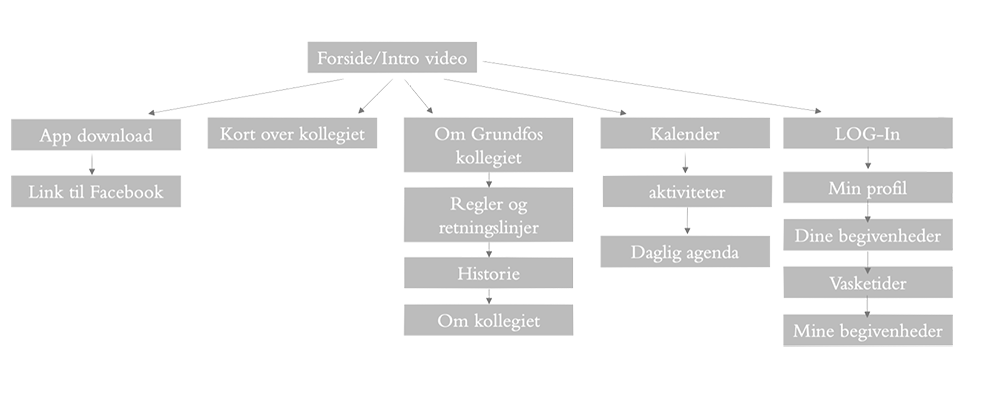 Forside/Intro video
App download
Link til Facebook
Kort over kollegiet
Om Grundfos
kollegiet
Regler og
retningslinjer
Historie
Om kollegiet
Kalender
aktiviteter
Daglig agenda
LOG-In
Min profil
Dine begivenheder
Vasketider
Mine begivenheder